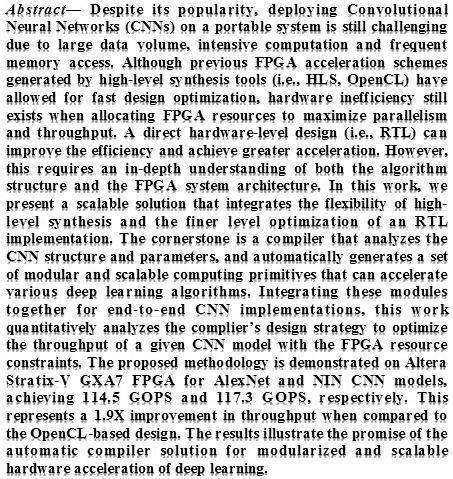 Abstract— Despite its popularity, deploying Convolutional
Neural Networks (CNNs) on a portable system is still challenging
due to large data volume, intensive computation and frequent
memory access. Although previous FPGA acceleration schemes
generated by high-level synthesis tools (i.e., HLS, OpenCL) have
allowed for fast design optimization, hardware inefficiency still
exists when allocating FPGA resources to maximize parallelism
and throughput. A direct hardware-level design (i.e., RTL) can
improve the efficiency and achieve greater acceleration. However,
this requires an in-depth understanding of both the algorithm
structure and the FPGA system architecture. In this work, we
present a scalable solution that integrates the flexibility of high-
level synthesis and the finer level optimization of an RTL
implementation. The cornerstone is a compiler that analyzes the
CNN structure and parameters, and automatically generates a set
of modular and scalable computing primitives that can accelerate
various deep learning algorithms. Integrating these modules
together for end-to-end CNN implementations, this work
quantitatively analyzes the complier's design strategy to optimize
the throughput of a given CNN model with the FPGA resource
constraints. The proposed methodology is demonstrated on Altera
Stratix-V GXA7 FPGA for AlexNet and NIN CNN models,
achieving 114.5 GOPS and 117.3 GOPS, respectively. This
represents a 1.9X improvement in throughput when compared to
the OpenCL-based design. The results illustrate the promise of the
automatic compiler solution for modularized and scalable
hardware acceleration of deep learning.